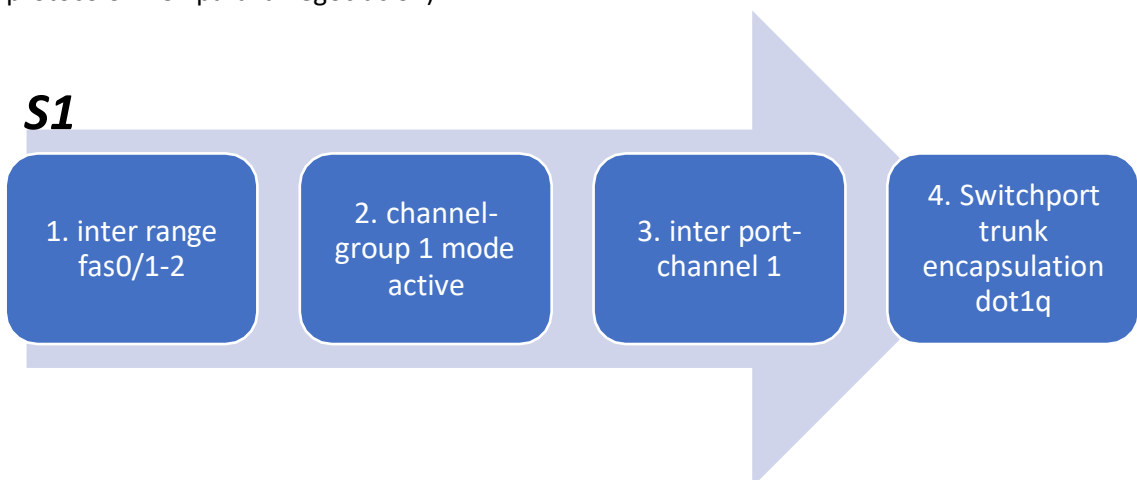 S1
1. inter range
fas0/1-2
2. channel-
group 1 mode
active
3. inter port-
channel 1
4. Switchport
trunk
encapsulation
dot1q